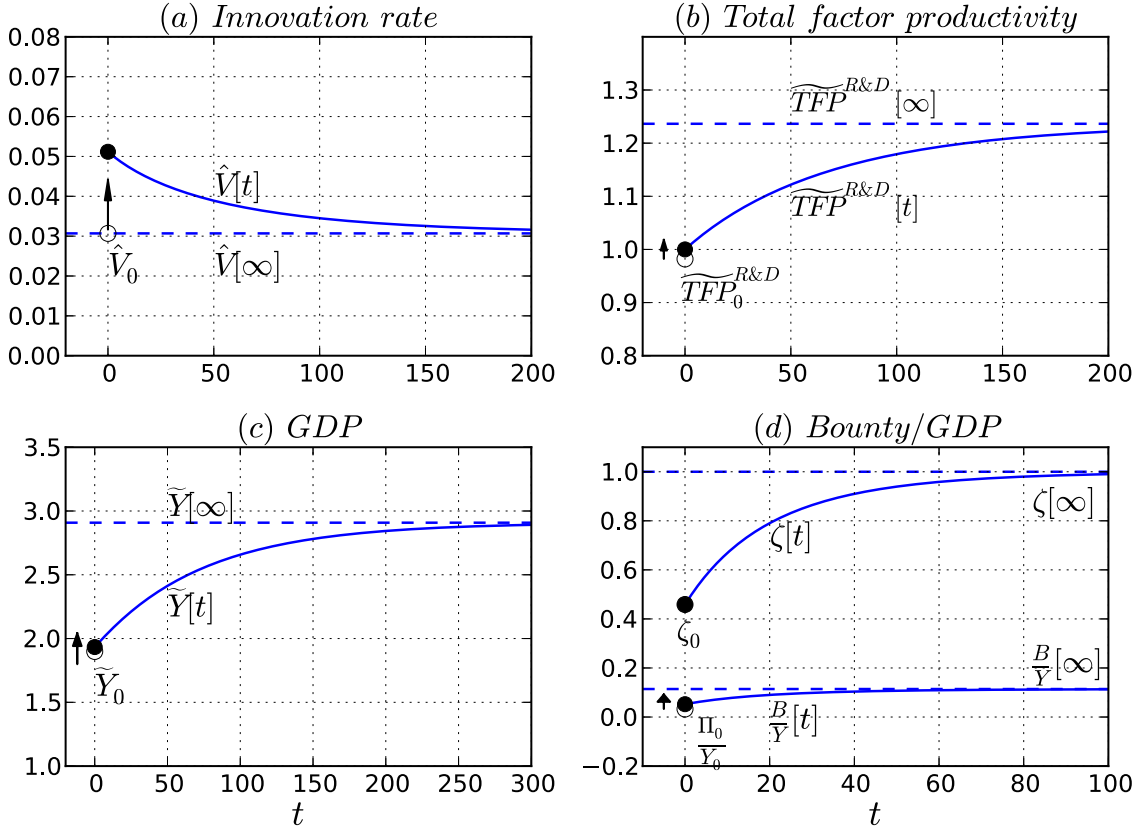 (a) Innovation rate
0.08
0.07
0.06
0.05
0.04
0.03
0.02
0.01
0.00
V̂[t]
V̂₀
V̂[∞]
0 50 100 150 200
(b) Total factor productivity
1.3
1.2
1.1
1.0
0.9
0.8
T͠F͠P͠^{R&D}[∞]
T͠F͠P͠^{R&D}[t]
T͠F͠P͠₀^{R&D}
0 50 100 150 200
(c) GDP
3.5
3.0
2.5
2.0
1.5
1.0
Ỹ[∞]
Ỹ[t]
Ỹ₀
0 50 100 150 200 250 300
t
(d) Bounty/GDP
1.0
0.8
0.6
0.4
0.2
0.0
−0.2
ζ[∞]
ζ[t]
ζ₀
B/Y[∞]
B/Y[t]
Π₀/Y₀
0 20 40 60 80 100
t